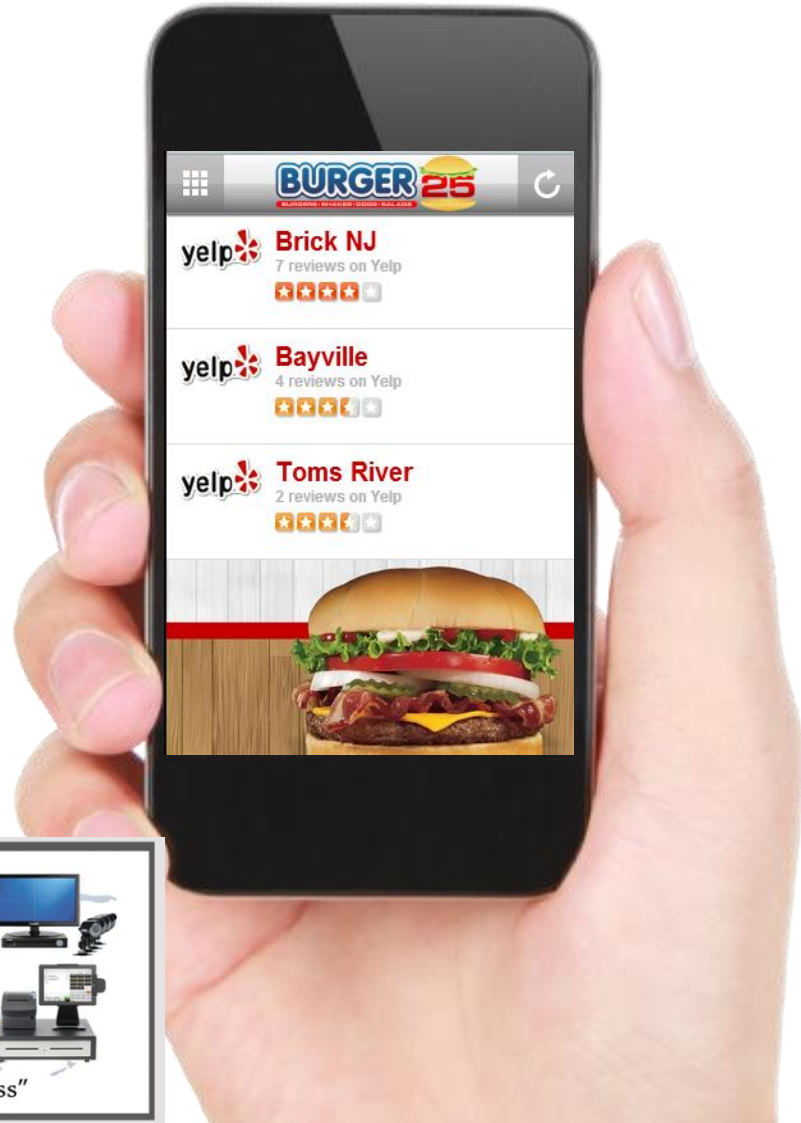 BURGER 25
BURGERS·SHAKES·DOGS·SALADS
yelp
Brick NJ
7 reviews on Yelp
yelp
Bayville
4 reviews on Yelp
yelp
Toms River
2 reviews on Yelp
ss”